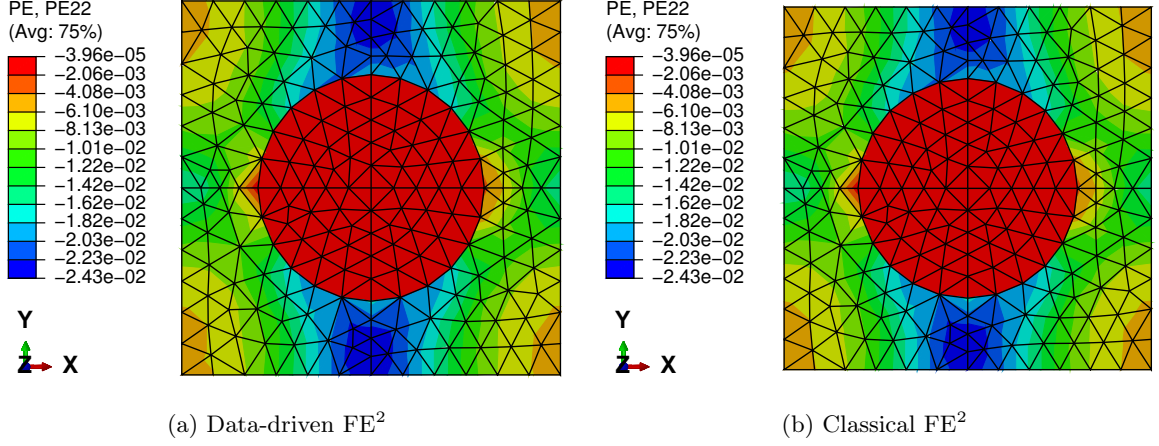 PE, PE22
(Avg: 75%)
−3.96e−05
−2.06e−03
−4.08e−03
−6.10e−03
−8.13e−03
−1.01e−02
−1.22e−02
−1.42e−02
−1.62e−02
−1.82e−02
−2.03e−02
−2.23e−02
−2.43e−02
Y
Z X
(a) Data-driven FE²
PE, PE22
(Avg: 75%)
−3.96e−05
−2.06e−03
−4.08e−03
−6.10e−03
−8.13e−03
−1.01e−02
−1.22e−02
−1.42e−02
−1.62e−02
−1.82e−02
−2.03e−02
−2.23e−02
−2.43e−02
Y
Z X
(b) Classical FE²